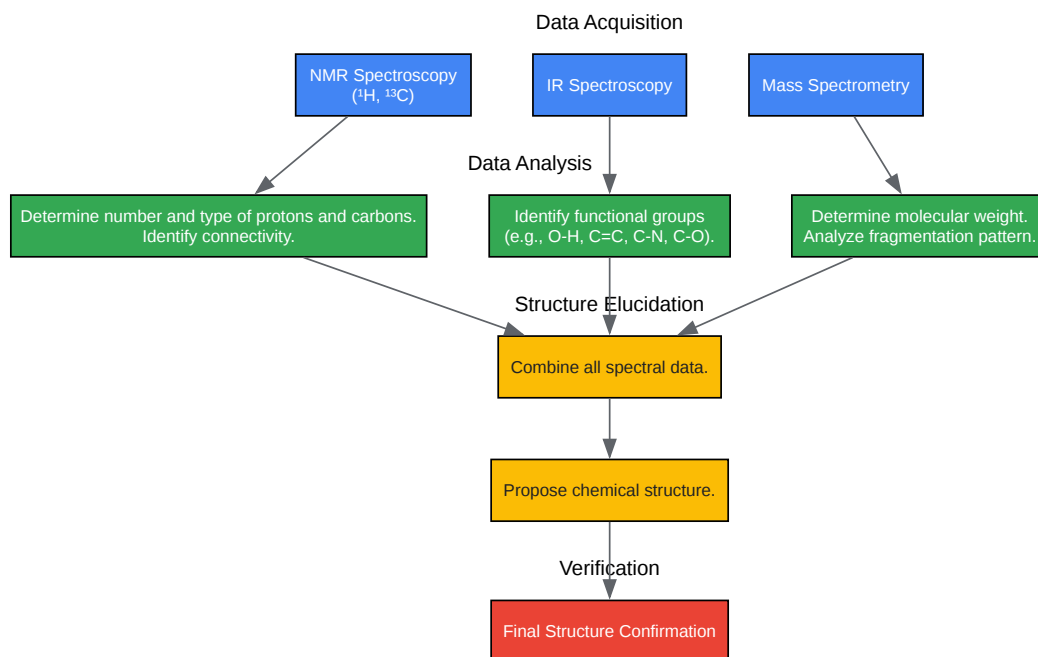 Data Acquisition
NMR Spectroscopy
(¹H, ¹³C)
IR Spectroscopy
Mass Spectrometry
Data Analysis
Determine number and type of protons and carbons.
Identify connectivity.
Identify functional groups
(e.g., O-H, C=C, C-N, C-O).
Determine molecular weight.
Analyze fragmentation pattern.
Structure Elucidation
Combine all spectral data.
Propose chemical structure.
Verification
Final Structure Confirmation